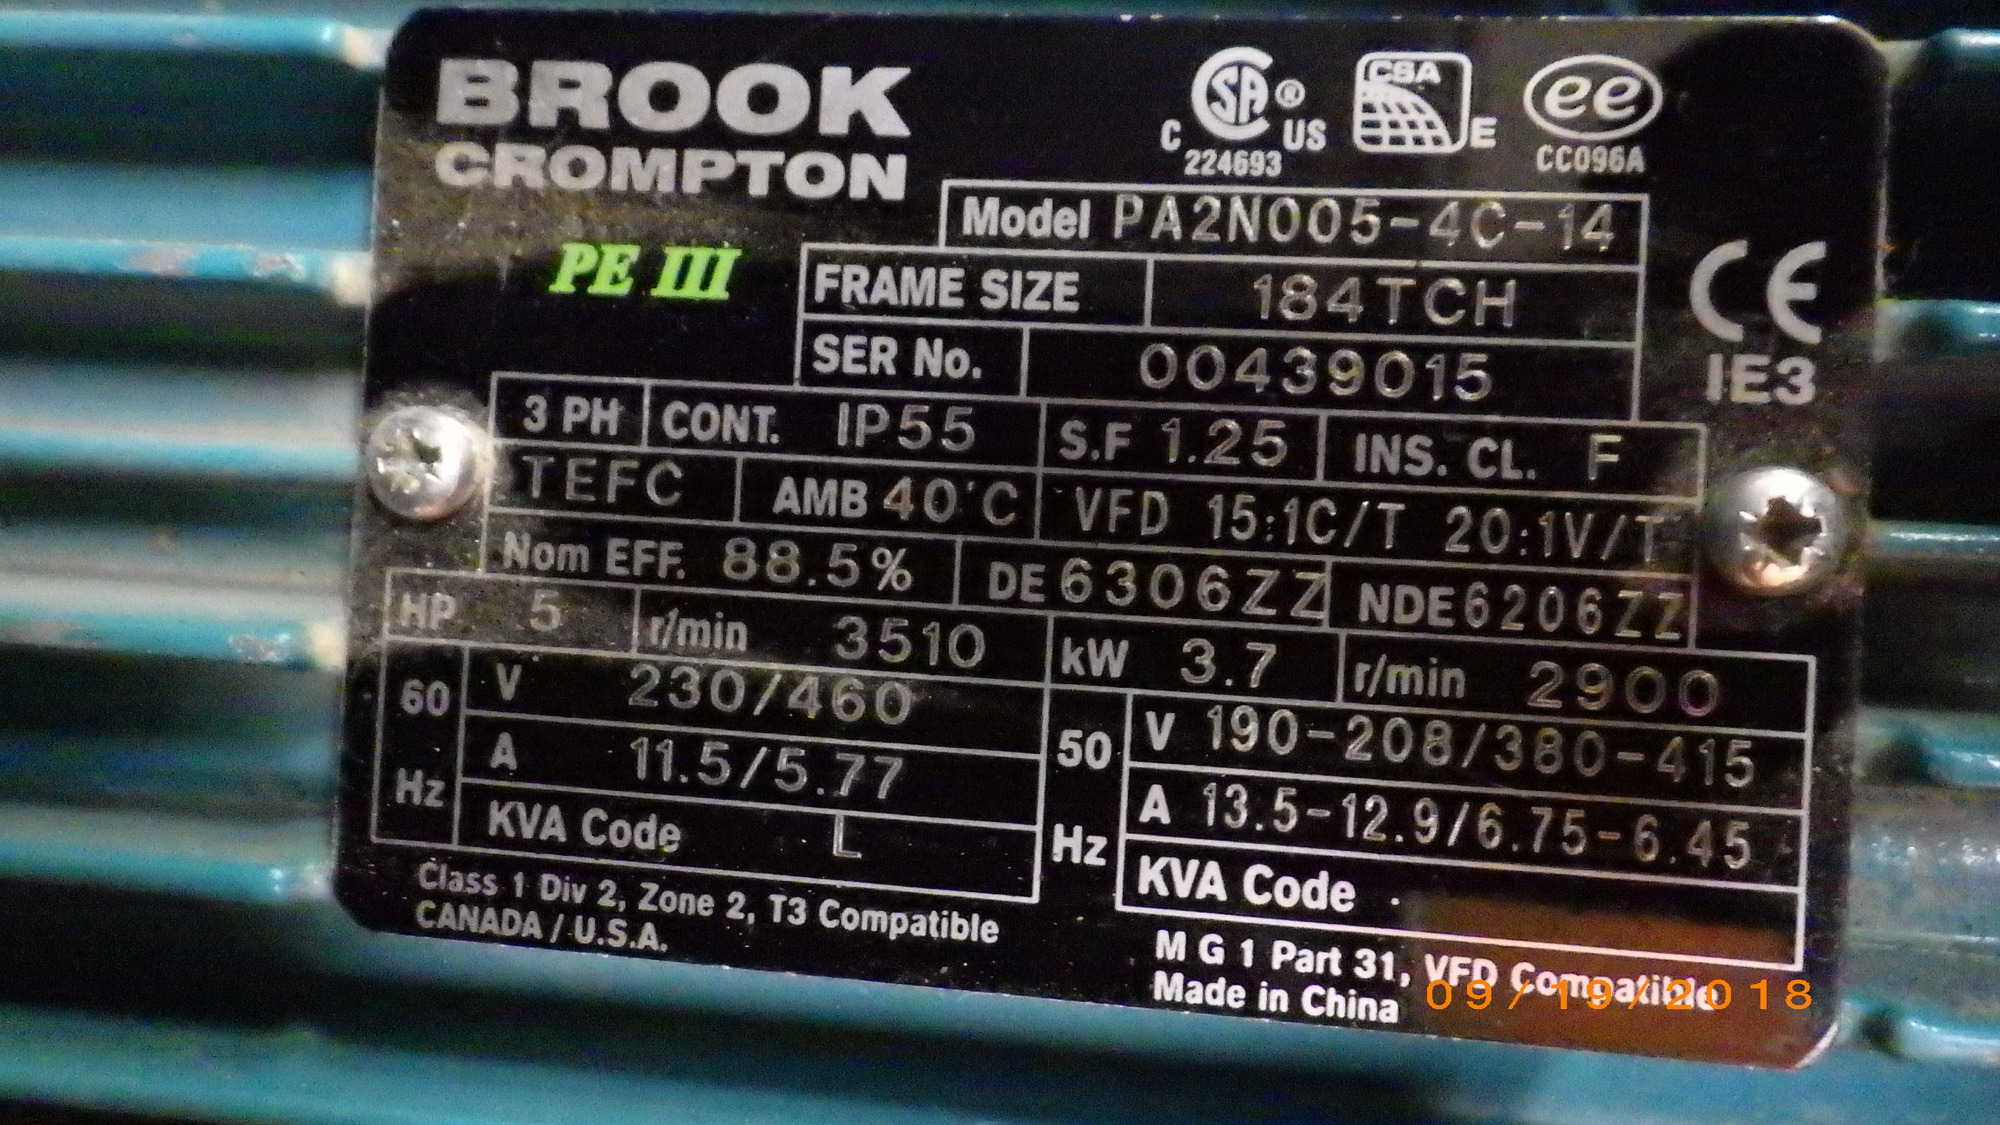 BROOK
CROMPTON
C SA ® US
224693
CSA E
ee
CC096A
Model PA2N005-4C-14
PE III
FRAME SIZE 184TCH
CE
SER No. 00439015
IE3
3 PH CONT. IP55 S.F 1.25 INS. CL. F
TEFC AMB 40°C VFD 15:1C/T 20:1V/T
Nom EFF. 88.5% DE 6306ZZ NDE 6206ZZ
HP 5 r/min 3510 kW 3.7 r/min 2900
60 Hz V 230/460 50 Hz V 190-208/380-415
A 11.5/5.77 A 13.5-12.9/6.75-6.45
KVA Code L KVA Code
Class 1 Div 2, Zone 2, T3 Compatible
CANADA / U.S.A.
M G 1 Part 31, VFD Compatible
Made in China
09/19/2018